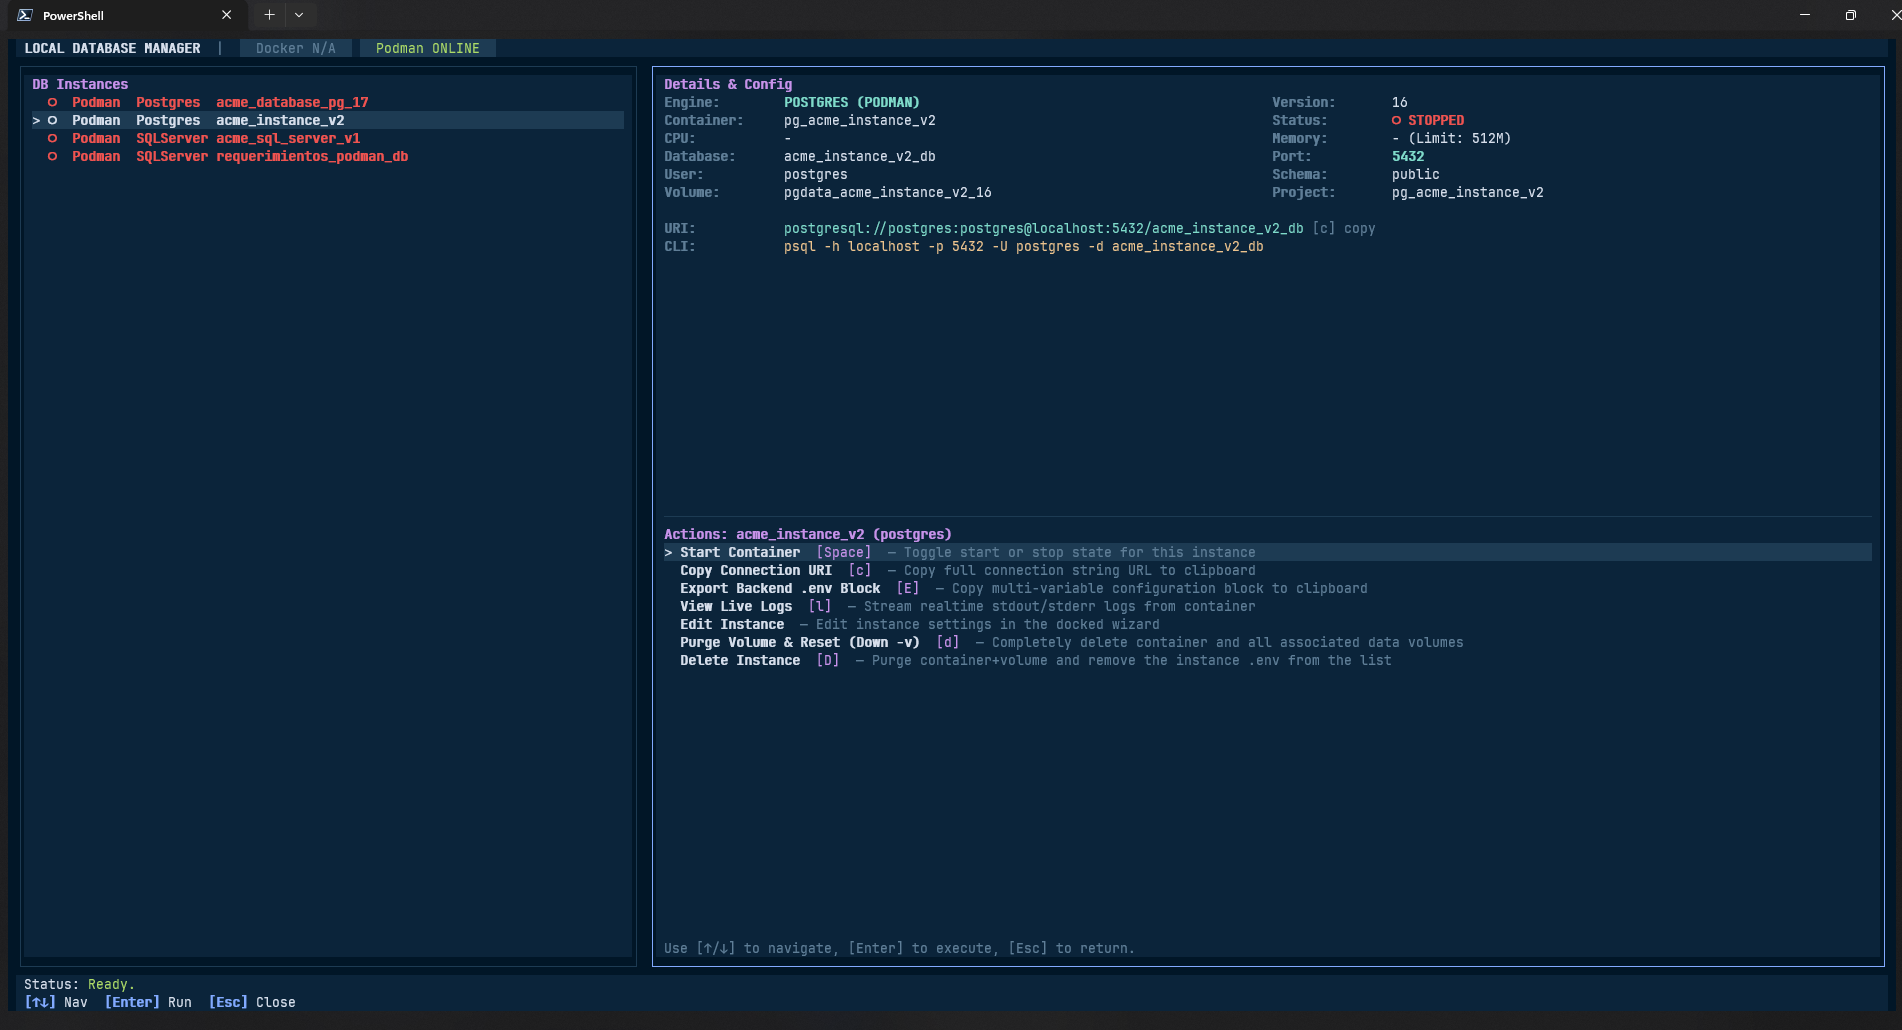 PowerShell
LOCAL DATABASE MANAGER | Docker N/A Podman ONLINE
DB Instances
O Podman Postgres acme_database_pg_17
> O Podman Postgres acme_instance_v2
O Podman SQLServer acme_sql_server_v1
O Podman SQLServer requerimientos_podman_db
Details & Config
Engine: POSTGRES (PODMAN) Version: 16
Container: pg_acme_instance_v2 Status: O STOPPED
CPU: - Memory: - (Limit: 512M)
Database: acme_instance_v2_db Port: 5432
User: postgres Schema: public
Volume: pgdata_acme_instance_v2_16 Project: pg_acme_instance_v2
URI: postgresql://postgres:postgres@localhost:5432/acme_instance_v2_db [c] copy
CLI: psql -h localhost -p 5432 -U postgres -d acme_instance_v2_db
Actions: acme_instance_v2 (postgres)
> Start Container [Space] — Toggle start or stop state for this instance
Copy Connection URI [c] — Copy full connection string URL to clipboard
Export Backend .env Block [E] — Copy multi-variable configuration block to clipboard
View Live Logs [l] — Stream realtime stdout/stderr logs from container
Edit Instance — Edit instance settings in the docked wizard
Purge Volume & Reset (Down -v) [d] — Completely delete container and all associated data volumes
Delete Instance [D] — Purge container+volume and remove the instance .env from the list
Use [↑/↓] to navigate, [Enter] to execute, [Esc] to return.
Status: Ready.
[↑↓] Nav [Enter] Run [Esc] Close